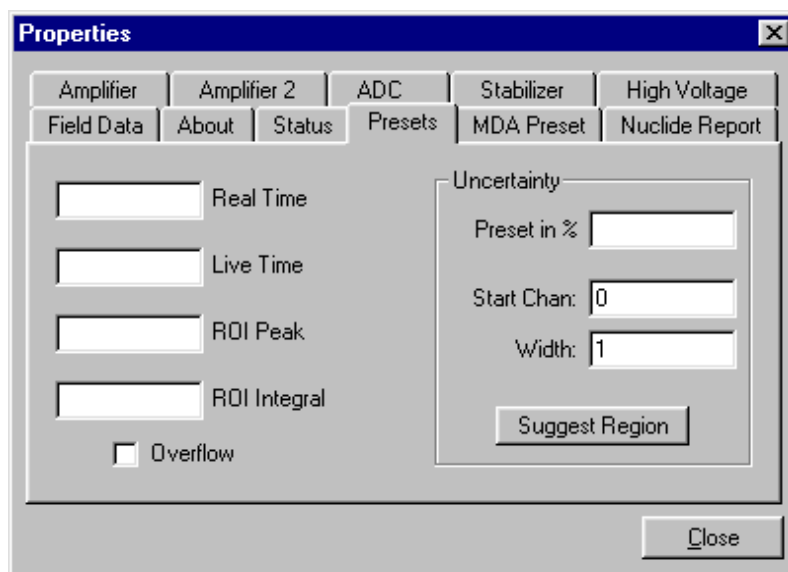 Properties
Amplifier Amplifier 2 ADC Stabilizer High Voltage
Field Data About Status Presets MDA Preset Nuclide Report
Real Time
Live Time
ROI Peak
ROI Integral
Overflow
Uncertainty
Preset in %
Start Chan: 0
Width: 1
Suggest Region
Close